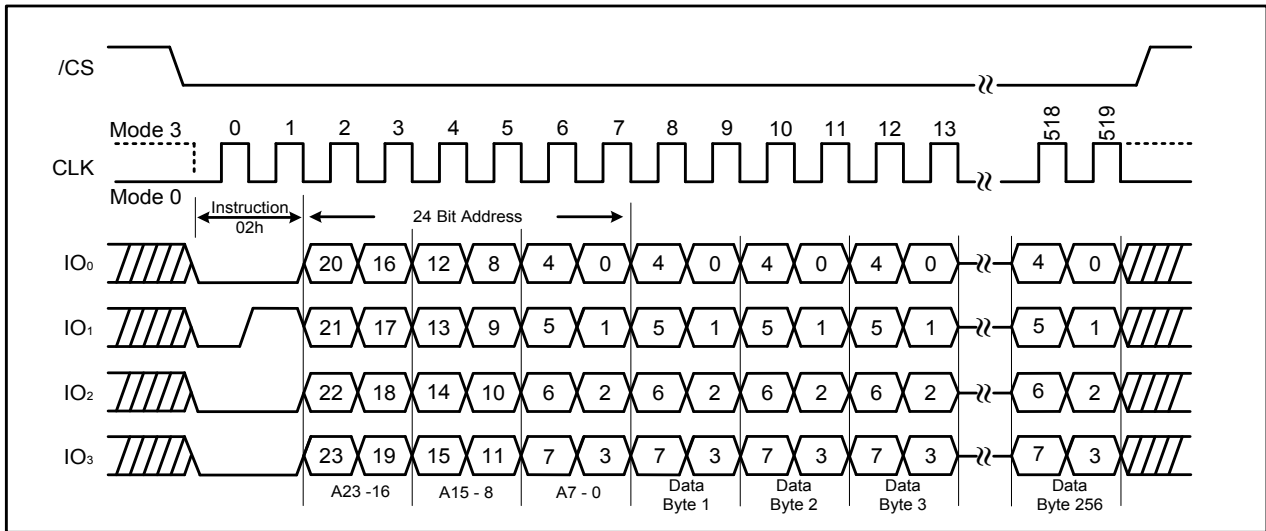 /CS
Mode 3
0 1 2 3 4 5 6 7 8 9 10 11 12 13 518 519
CLK
Mode 0
Instruction
02h
24 Bit Address
IO₀ 20 16 12 8 4 0 4 0 4 0 4 0 4 0
IO₁ 21 17 13 9 5 1 5 1 5 1 5 1 5 1
IO₂ 22 18 14 10 6 2 6 2 6 2 6 2 6 2
IO₃ 23 19 15 11 7 3 7 3 7 3 7 3 7 3
A23 -16 A15 - 8 A7 - 0
Data
Byte 1
Data
Byte 2
Data
Byte 3
Data
Byte 256